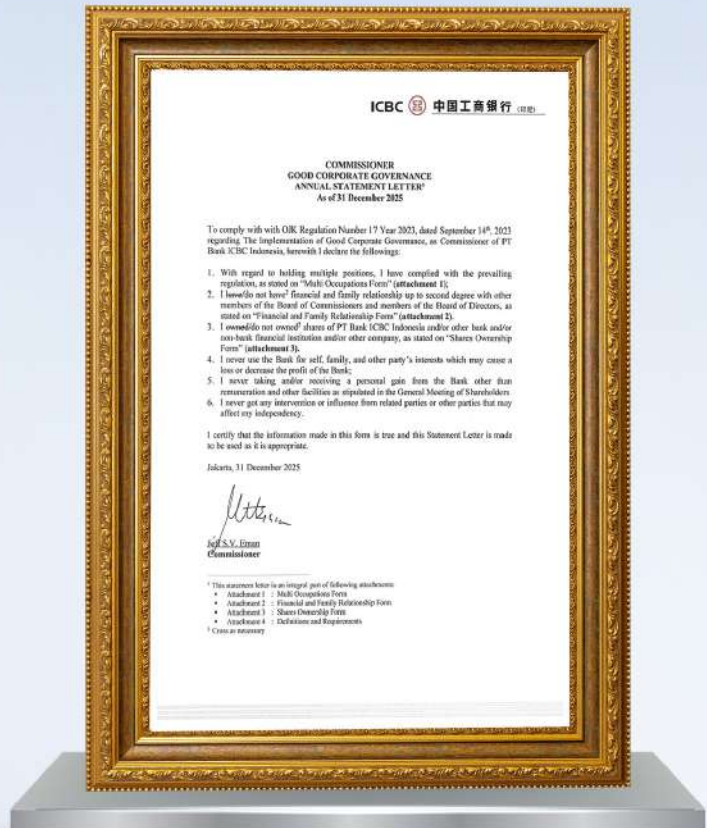 ICBC 中国工商银行 (印尼)
COMMISSIONER
GOOD CORPORATE GOVERNANCE
ANNUAL STATEMENT LETTER¹
As of 31 December 2025
To comply with with OJK Regulation Number 17 Year 2023, dated September 14th, 2023
regarding The Implementation of Good Corporate Governance, as Commissioner of PT
Bank ICBC Indonesia, herewith I declare the followings:
1. With regard to holding multiple positions, I have complied with the prevailing
regulation, as stated on "Multi Occupations Form" (attachment 1);
2. I have/do not have² financial and family relationship up to second degree with other
members of the Board of Commissioners and members of the Board of Directors, as
stated on "Financial and Family Relationship Form" (attachment 2).
3. I owned/do not owned² shares of PT Bank ICBC Indonesia and/or other bank and/or
non-bank financial institution and/or other company, as stated on "Shares Ownership
Form" (attachment 3).
4. I never use the Bank for self, family, and other party's interests which may cause a
loss or decrease the profit of the Bank;
5. I never taking and/or receiving a personal gain from the Bank other than
remuneration and other facilities as stipulated in the General Meeting of Shareholders
6. I never got any intervention or influence from related parties or other parties that may
affect my independency.
I certify that the information made in this form is true and this Statement Letter is made
to be used as it is appropriate.
Jakarta, 31 December 2025
S.V. Eman
Commissioner
¹ This statement letter is an integral part of following attachments:
• Attachment 1 : Multi Occupations Form
• Attachment 2 : Financial and Family Relationship Form
• Attachment 3 : Shares Ownership Form
• Attachment 4 : Definitions and Requirements
² Cross as necessary